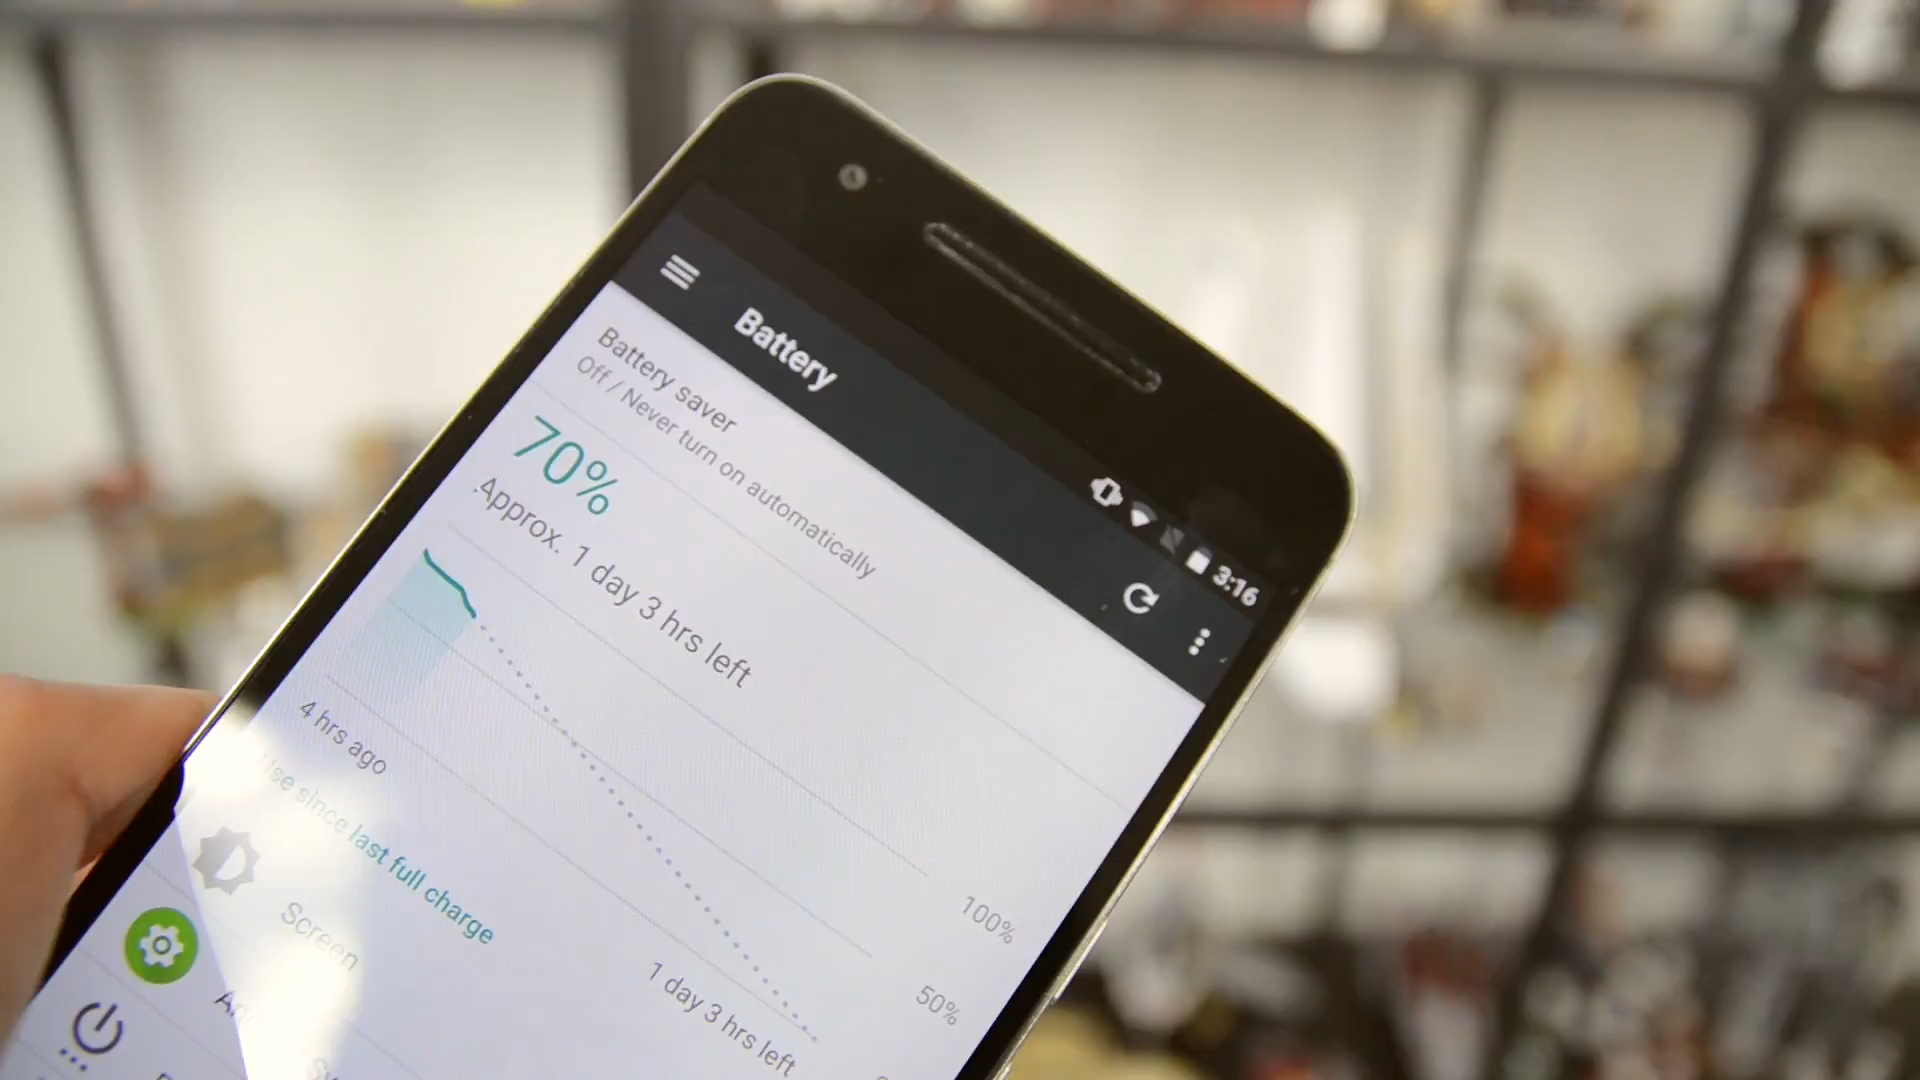 3:16
Battery
Battery saver
Off / Never turn on automatically
70%
Approx. 1 day 3 hrs left
100%
50%
4 hrs ago
1 day 3 hrs left
Use since last full charge
Screen